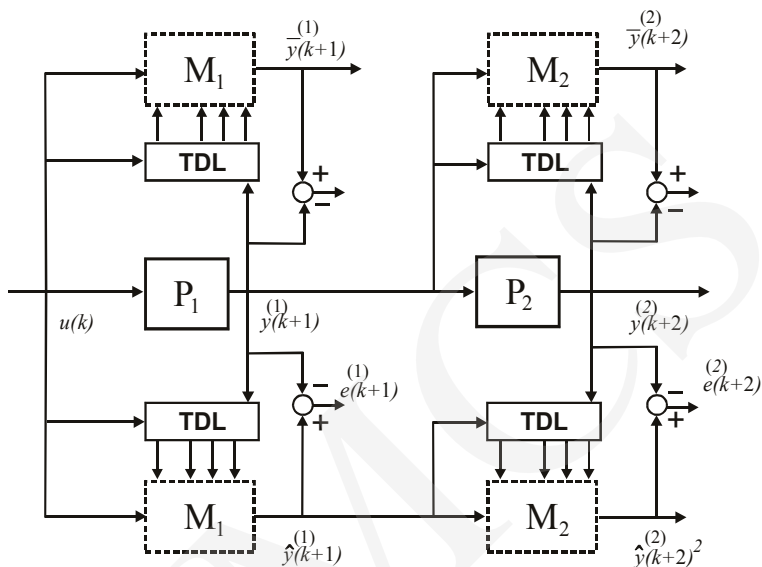 M₁
y̅(k+1)⁽¹⁾
M₂
y̅(k+2)⁽²⁾
TDL
+
−
TDL
+
−
u(k)
P₁
y(k+1)⁽¹⁾
P₂
y(k+2)⁽²⁾
TDL
−
+
e(k+1)⁽¹⁾
TDL
−
+
e(k+2)⁽²⁾
M₁
ŷ(k+1)⁽¹⁾
M₂
ŷ(k+2)⁽²⁾ ²